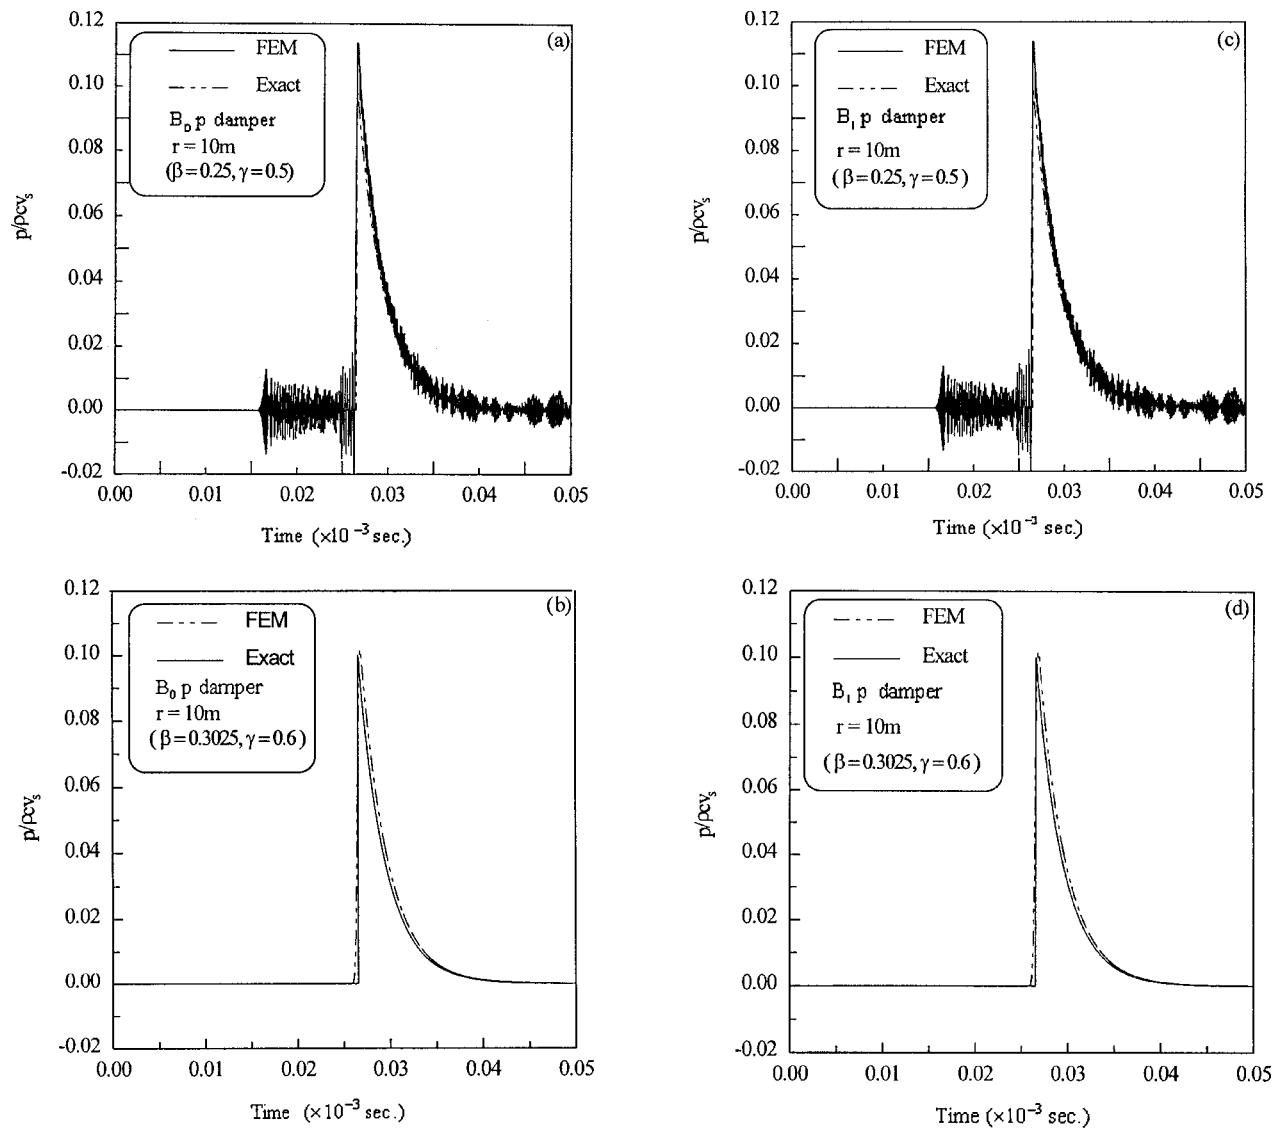 (a)
FEM
Exact
B₀ p damper
r = 10m
(β=0.25, γ=0.5)
p/ρcvₛ
0.12
0.10
0.08
0.06
0.04
0.02
0.00
-0.02
0.00 0.01 0.02 0.03 0.04 0.05
Time (×10⁻³ sec.)
(c)
FEM
Exact
B₁ p damper
r = 10m
(β=0.25, γ=0.5)
p/ρcvₛ
0.12
0.10
0.08
0.06
0.04
0.02
0.00
-0.02
0.00 0.01 0.02 0.03 0.04 0.05
Time (×10⁻³ sec.)
(b)
FEM
Exact
B₀ p damper
r = 10m
(β=0.3025, γ=0.6)
p/ρcvₛ
0.12
0.10
0.08
0.06
0.04
0.02
0.00
-0.02
0.00 0.01 0.02 0.03 0.04 0.05
Time (×10⁻³ sec.)
(d)
FEM
Exact
B₁ p damper
r = 10m
(β=0.3025, γ=0.6)
p/ρcvₛ
0.12
0.10
0.08
0.06
0.04
0.02
0.00
-0.02
0.00 0.01 0.02 0.03 0.04 0.05
Time (×10⁻³ sec.)